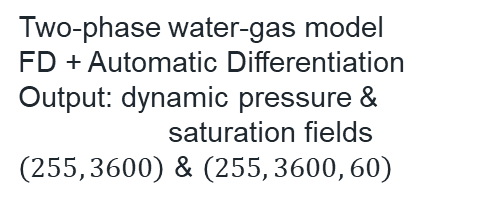 Two-phase water-gas model
FD + Automatic Differentiation
Output: dynamic pressure &
saturation fields
(255,3600) & (255,3600,60)